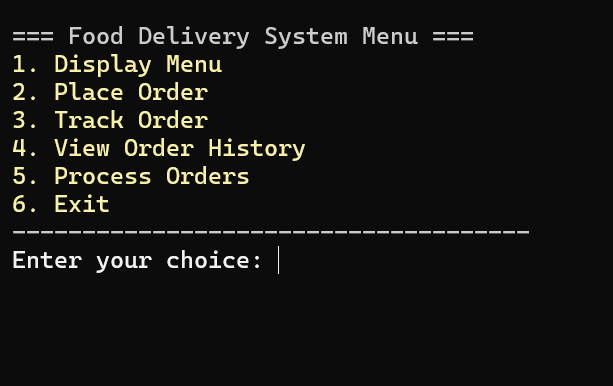 === Food Delivery System Menu ===
1. Display Menu
2. Place Order
3. Track Order
4. View Order History
5. Process Orders
6. Exit
-------------------------------------
Enter your choice: